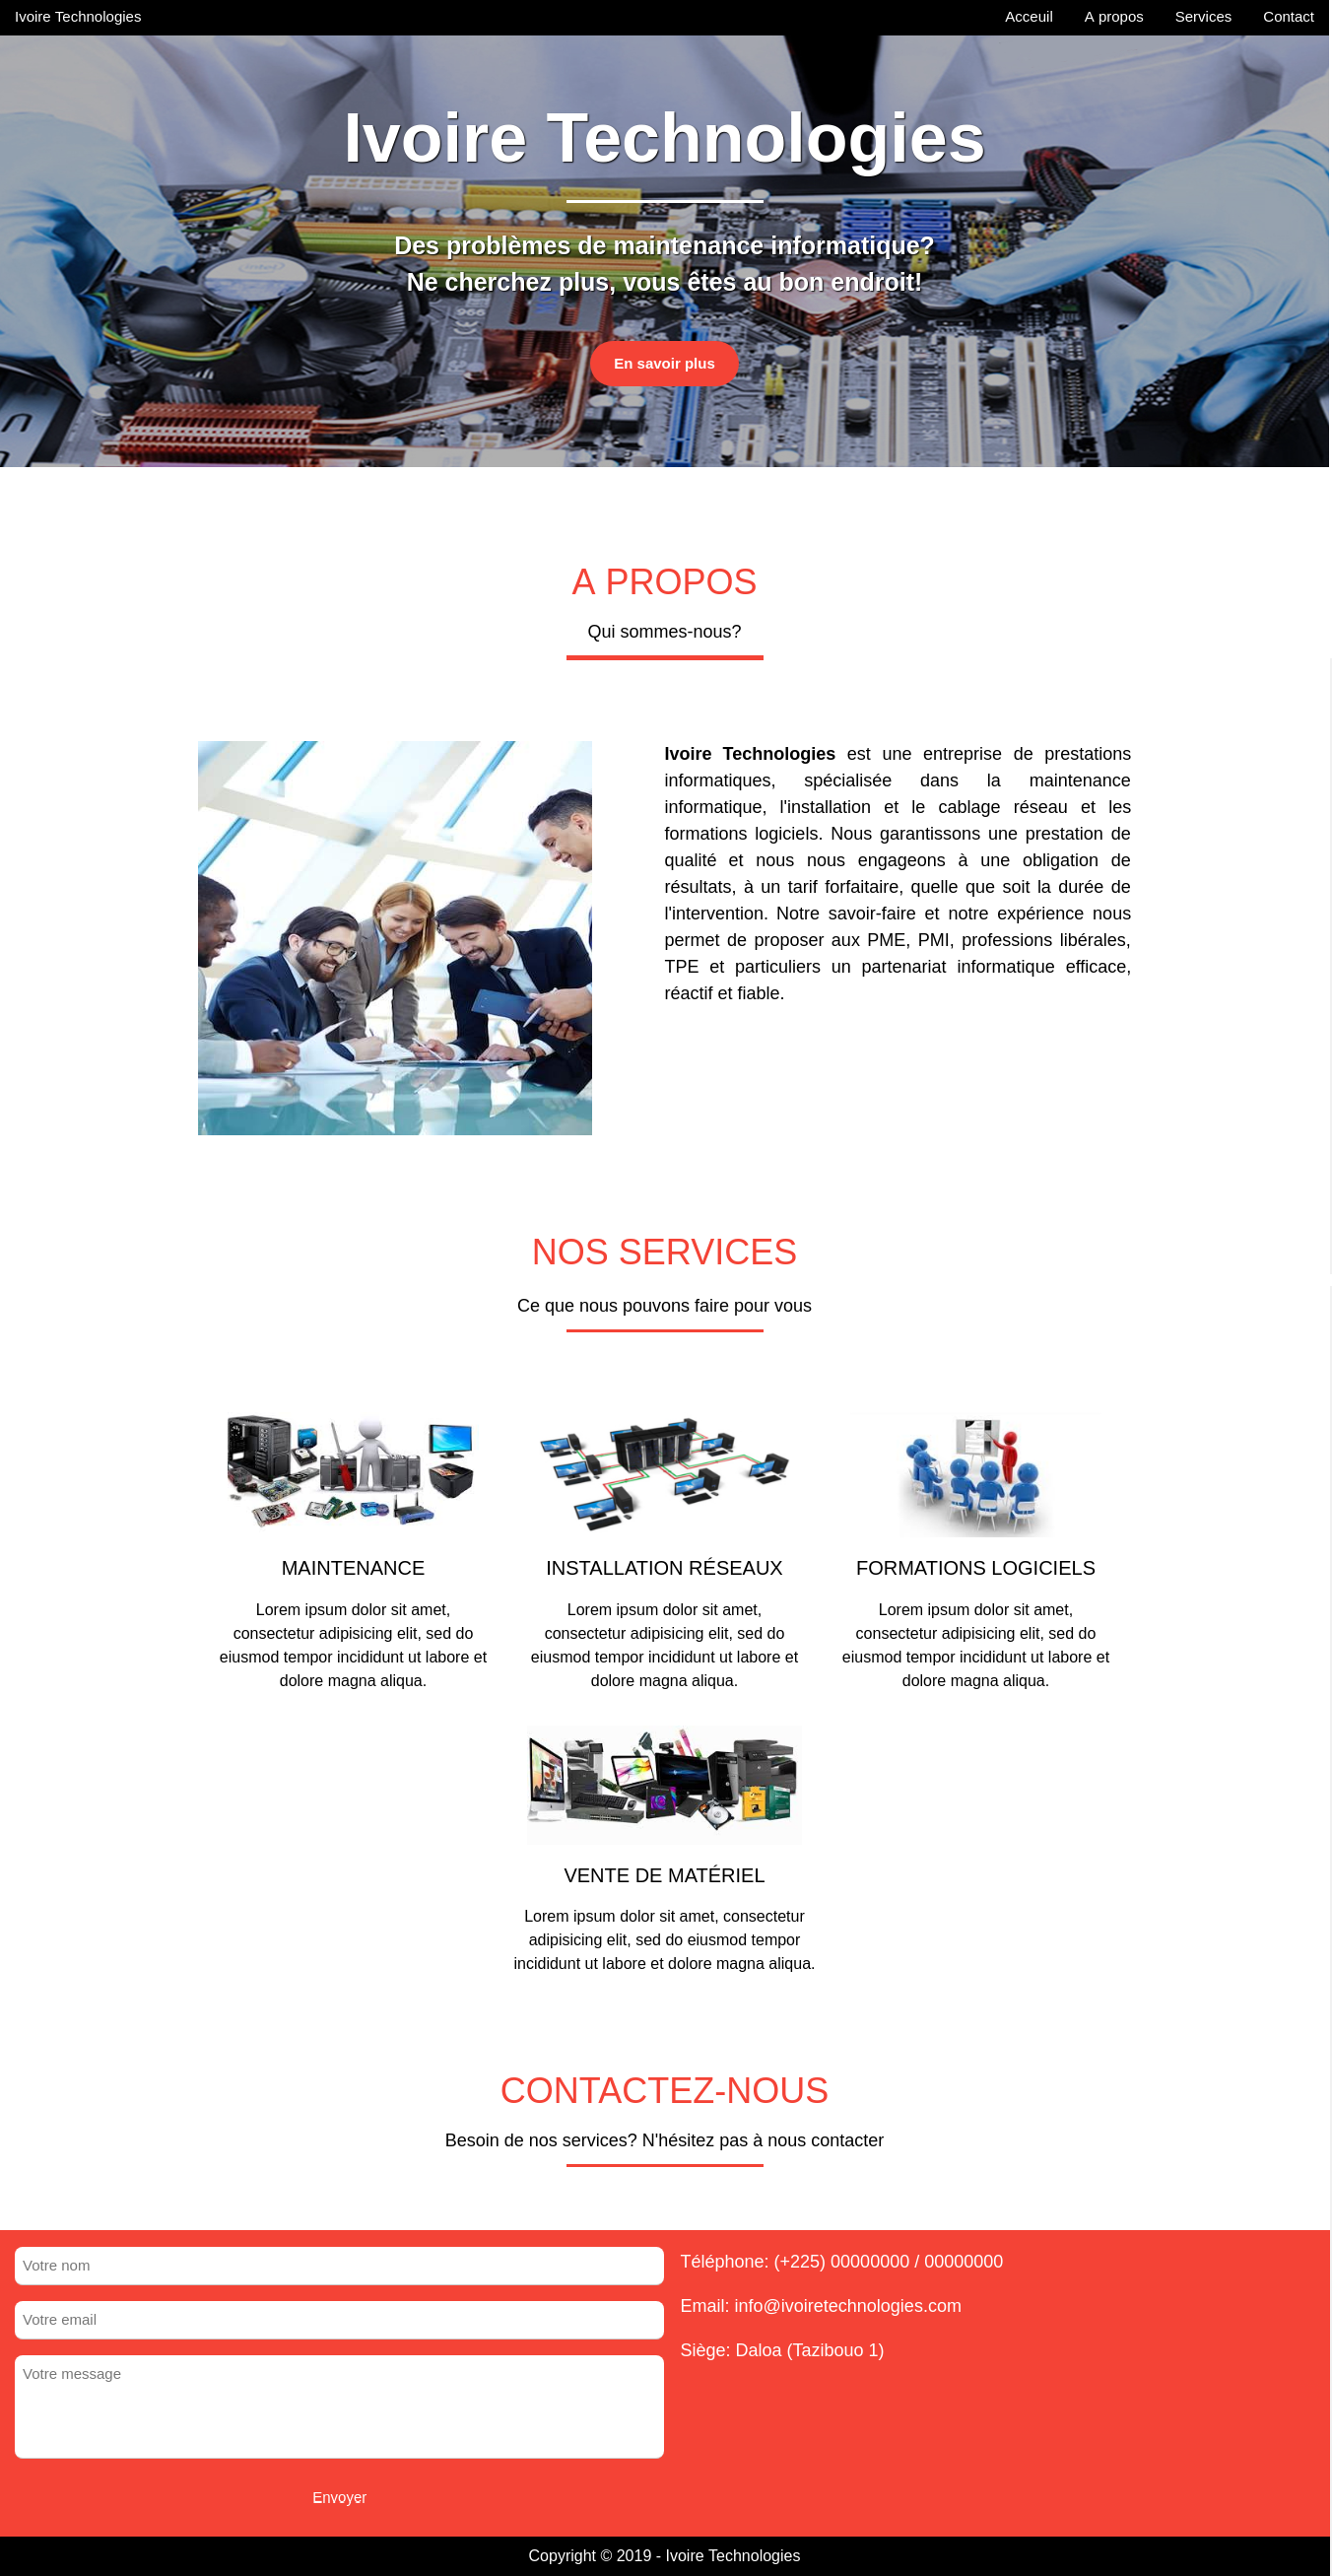 Ivoire Technologies
Acceuil A propos Services Contact
Ivoire Technologies
Des problèmes de maintenance informatique?
Ne cherchez plus, vous êtes au bon endroit!
En savoir plus
A PROPOS
Qui sommes-nous?
Ivoire Technologies est une entreprise de prestations
informatiques, spécialisée dans la maintenance
informatique, l'installation et le cablage réseau et les
formations logiciels. Nous garantissons une prestation de
qualité et nous nous engageons à une obligation de
résultats, à un tarif forfaitaire, quelle que soit la durée de
l'intervention. Notre savoir-faire et notre expérience nous
permet de proposer aux PME, PMI, professions libérales,
TPE et particuliers un partenariat informatique efficace,
réactif et fiable.
NOS SERVICES
Ce que nous pouvons faire pour vous
MAINTENANCE
Lorem ipsum dolor sit amet,
consectetur adipisicing elit, sed do
eiusmod tempor incididunt ut labore et
dolore magna aliqua.
INSTALLATION RÉSEAUX
Lorem ipsum dolor sit amet,
consectetur adipisicing elit, sed do
eiusmod tempor incididunt ut labore et
dolore magna aliqua.
FORMATIONS LOGICIELS
Lorem ipsum dolor sit amet,
consectetur adipisicing elit, sed do
eiusmod tempor incididunt ut labore et
dolore magna aliqua.
VENTE DE MATÉRIEL
Lorem ipsum dolor sit amet, consectetur
adipisicing elit, sed do eiusmod tempor
incididunt ut labore et dolore magna aliqua.
CONTACTEZ-NOUS
Besoin de nos services? N'hésitez pas à nous contacter
Votre nom
Votre email
Votre message
Envoyer
Téléphone: (+225) 00000000 / 00000000
Email: info@ivoiretechnologies.com
Siège: Daloa (Tazibouo 1)
Copyright © 2019 - Ivoire Technologies